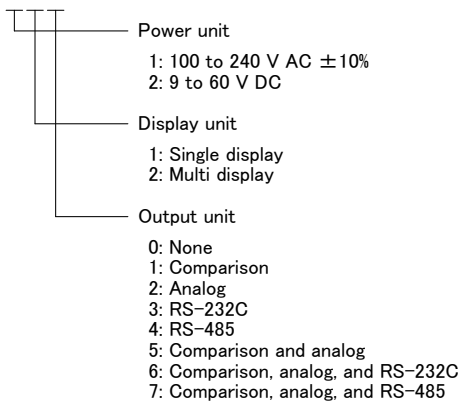 Power unit
1: 100 to 240 V AC ±10%
2: 9 to 60 V DC
Display unit
1: Single display
2: Multi display
Output unit
0: None
1: Comparison
2: Analog
3: RS-232C
4: RS-485
5: Comparison and analog
6: Comparison, analog, and RS-232C
7: Comparison, analog, and RS-485